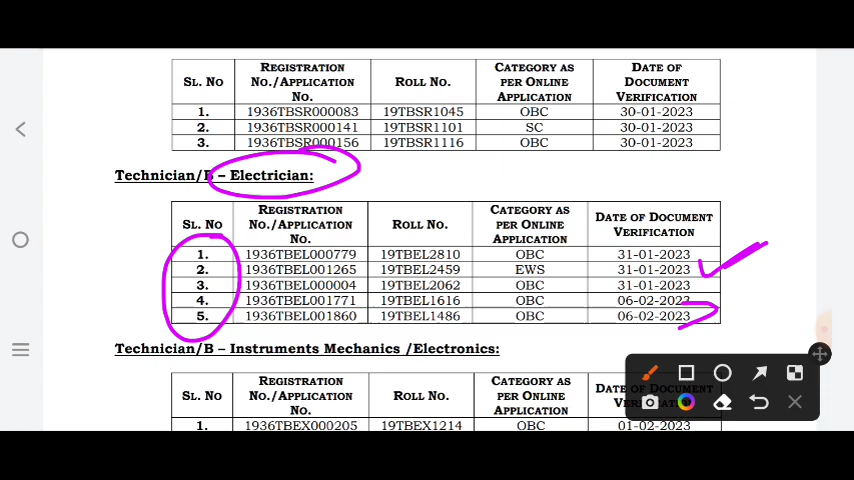 SL. NO | REGISTRATION NO./APPLICATION NO. | ROLL NO. | CATEGORY AS PER ONLINE APPLICATION | DATE OF DOCUMENT VERIFICATION
1. | 1936TBSR000083 | 19TBSR1045 | OBC | 30-01-2023
2. | 1936TBSR000141 | 19TBSR1101 | SC | 30-01-2023
3. | 1936TBSR000156 | 19TBSR1116 | OBC | 30-01-2023
Technician/B – Electrician:
SL. NO | REGISTRATION NO./APPLICATION NO. | ROLL NO. | CATEGORY AS PER ONLINE APPLICATION | DATE OF DOCUMENT VERIFICATION
1. | 1936TBEL000779 | 19TBEL2810 | OBC | 31-01-2023
2. | 1936TBEL001265 | 19TBEL2459 | EWS | 31-01-2023
3. | 1936TBEL000004 | 19TBEL2062 | OBC | 31-01-2023
4. | 1936TBEL001771 | 19TBEL1616 | OBC | 06-02-2023
5. | 1936TBEL001860 | 19TBEL1486 | OBC | 06-02-2023
Technician/B – Instruments Mechanics /Electronics:
SL. NO | REGISTRATION NO./APPLICATION NO. | ROLL NO. | CATEGORY AS PER ONLINE APPLICATION | DATE OF DOCUMENT VERIFICATION
1. | 1936TBEX000205 | 19TBEX1214 | OBC | 01-02-2023